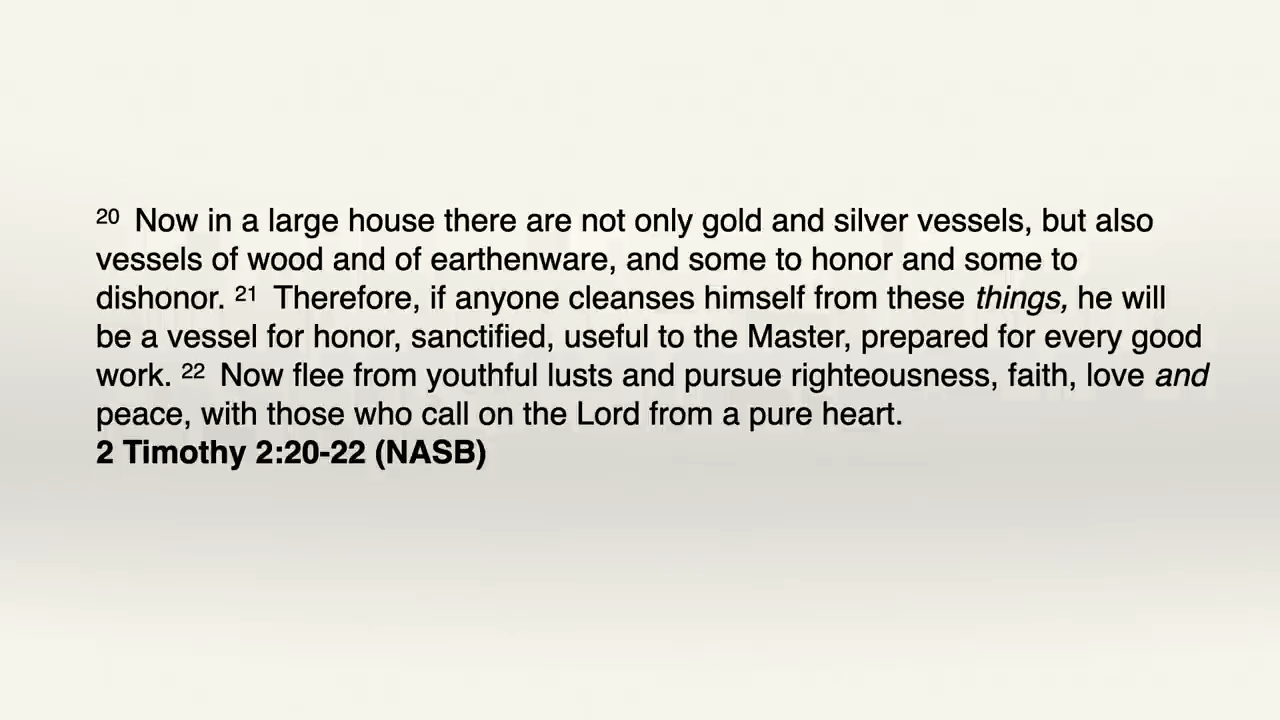 20 Now in a large house there are not only gold and silver vessels, but also
vessels of wood and of earthenware, and some to honor and some to
dishonor. 21 Therefore, if anyone cleanses himself from these things, he will
be a vessel for honor, sanctified, useful to the Master, prepared for every good
work. 22 Now flee from youthful lusts and pursue righteousness, faith, love and
peace, with those who call on the Lord from a pure heart.
2 Timothy 2:20-22 (NASB)